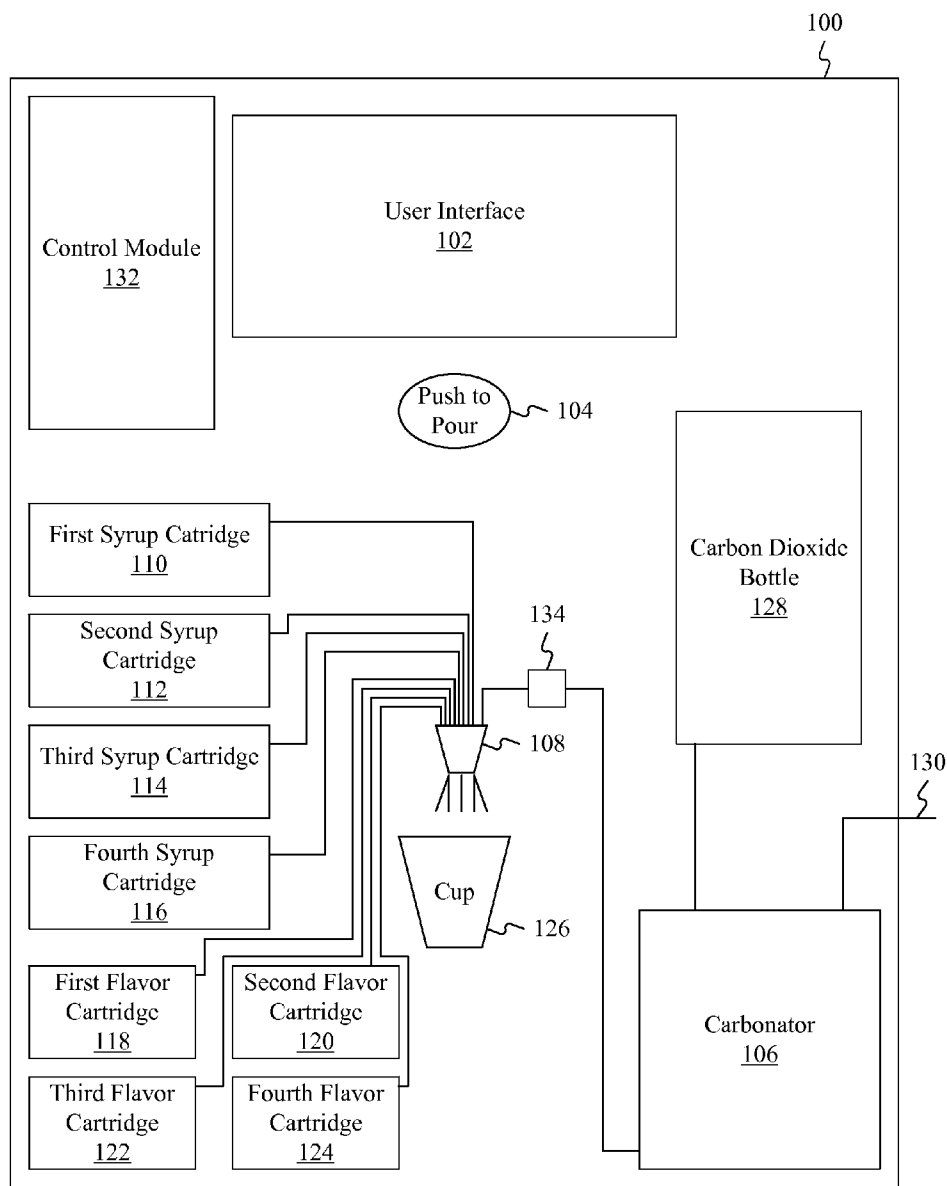 100
Control Module
132
User Interface
102
Push to
Pour
104
First Syrup Catridge
110
Second Syrup
Cartridge
112
Third Syrup Cartridge
114
Fourth Syrup
Cartridge
116
First Flavor
Cartridge
118
Second Flavor
Cartridge
120
Third Flavor
Cartridge
122
Fourth Flavor
Cartridge
124
134
108
Cup
126
Carbon Dioxide
Bottle
128
130
Carbonator
106